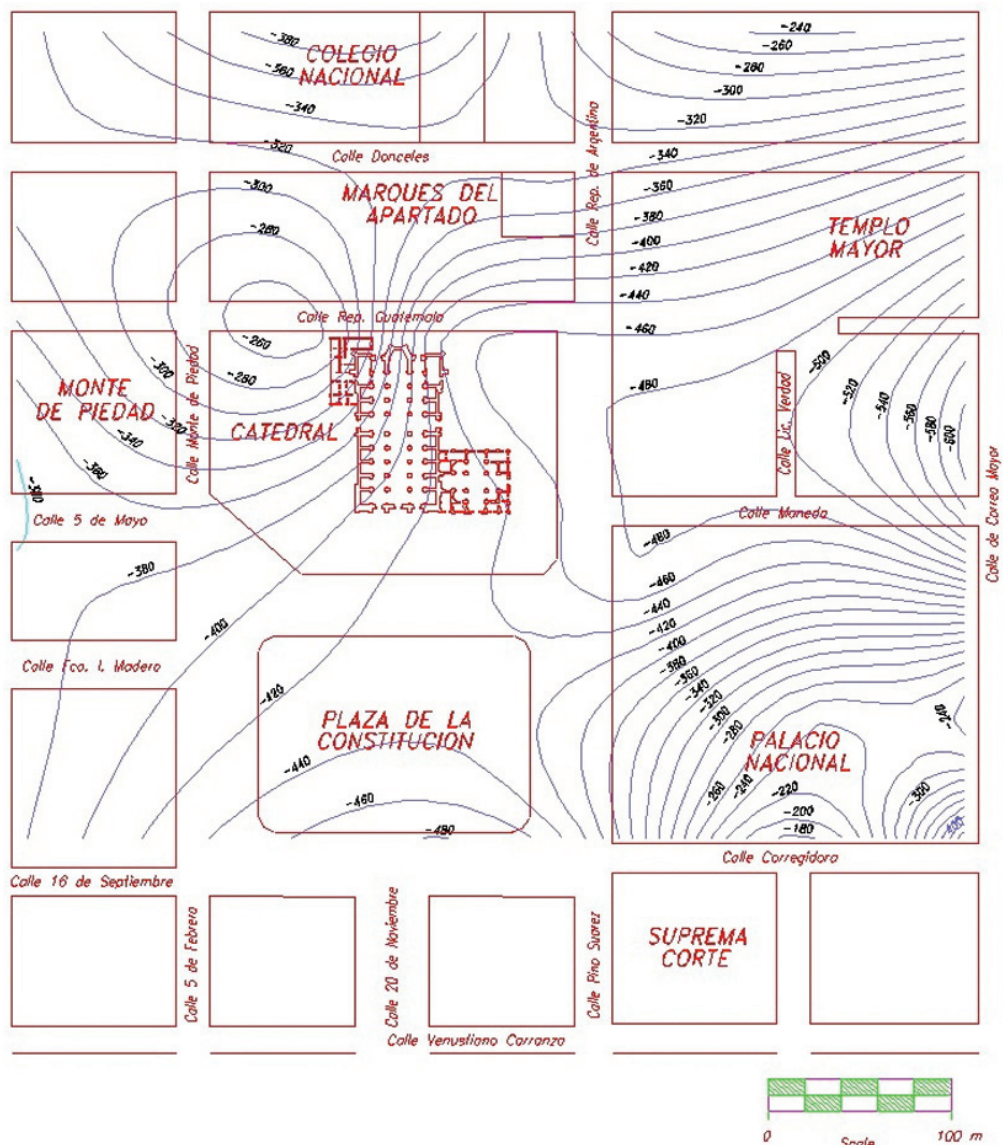 -240
-380
-260
COLEGIO
NACIONAL
-360
-280
-300
-340
-320
-320
Calle Donceles
Calle Rep. de Argentina
-340
-300
MARQUES DEL
APARTADO
-360
-380
-280
TEMPLO
MAYOR
-400
-420
-440
Calle Rep. Guatemala
-460
-260
-300
-280
-480
-500
MONTE
DE PIEDAD
Calle Monte de Piedad
CATEDRAL
Calle Lic. Verdad
-520
-540
-560
-580
-600
-320
-340
-360
-380
Calle 5 de Mayo
Calle Moneda
Calle de Correo Mayor
-480
-380
-460
-440
-420
-400
-400
Calle Fco. I. Madero
-380
-360
-420
-340
-320
PLAZA DE LA
CONSTITUCION
-300
-280
-240
PALACIO
NACIONAL
-440
-260
-240
-220
-300
-460
-200
-180
-400
-480
Calle Corregidora
Calle 16 de Septiembre
Calle 5 de Febrero
Calle 20 de Noviembre
Calle Pino Suarez
SUPREMA
CORTE
Calle Venustiano Carranza
0
100 m
Scale